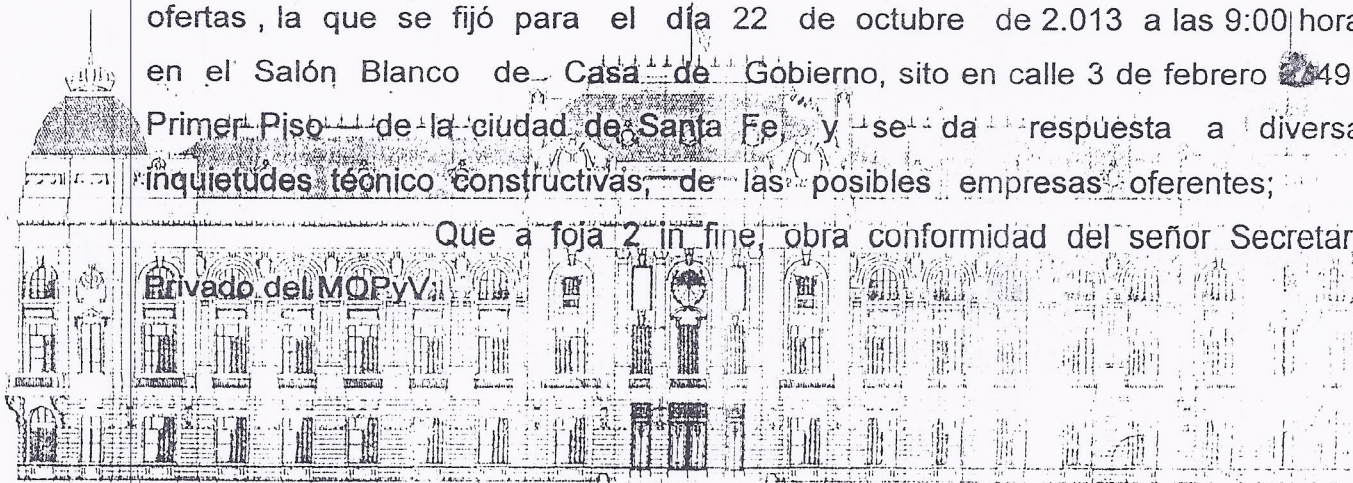 ofertas , la que se fijó para el día 22 de octubre de 2.013 a las 9:00 hora
en el Salón Blanco de Casa de Gobierno, sito en calle 3 de febrero
Primer Piso de la ciudad de Santa Fe, y se da respuesta a diversa
inquietudes técnico constructivas, de las posibles empresas oferentes;
Que a foja 2 in fine, obra conformidad del señor Secretar
Privado del MOPyV;